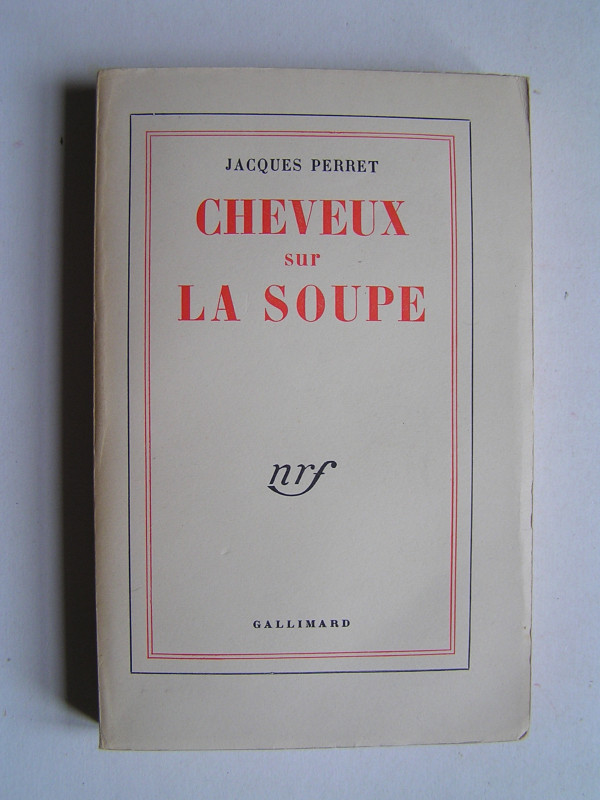 JACQUES PERRET
CHEVEUX
sur
LA SOUPE
nrf
GALLIMARD